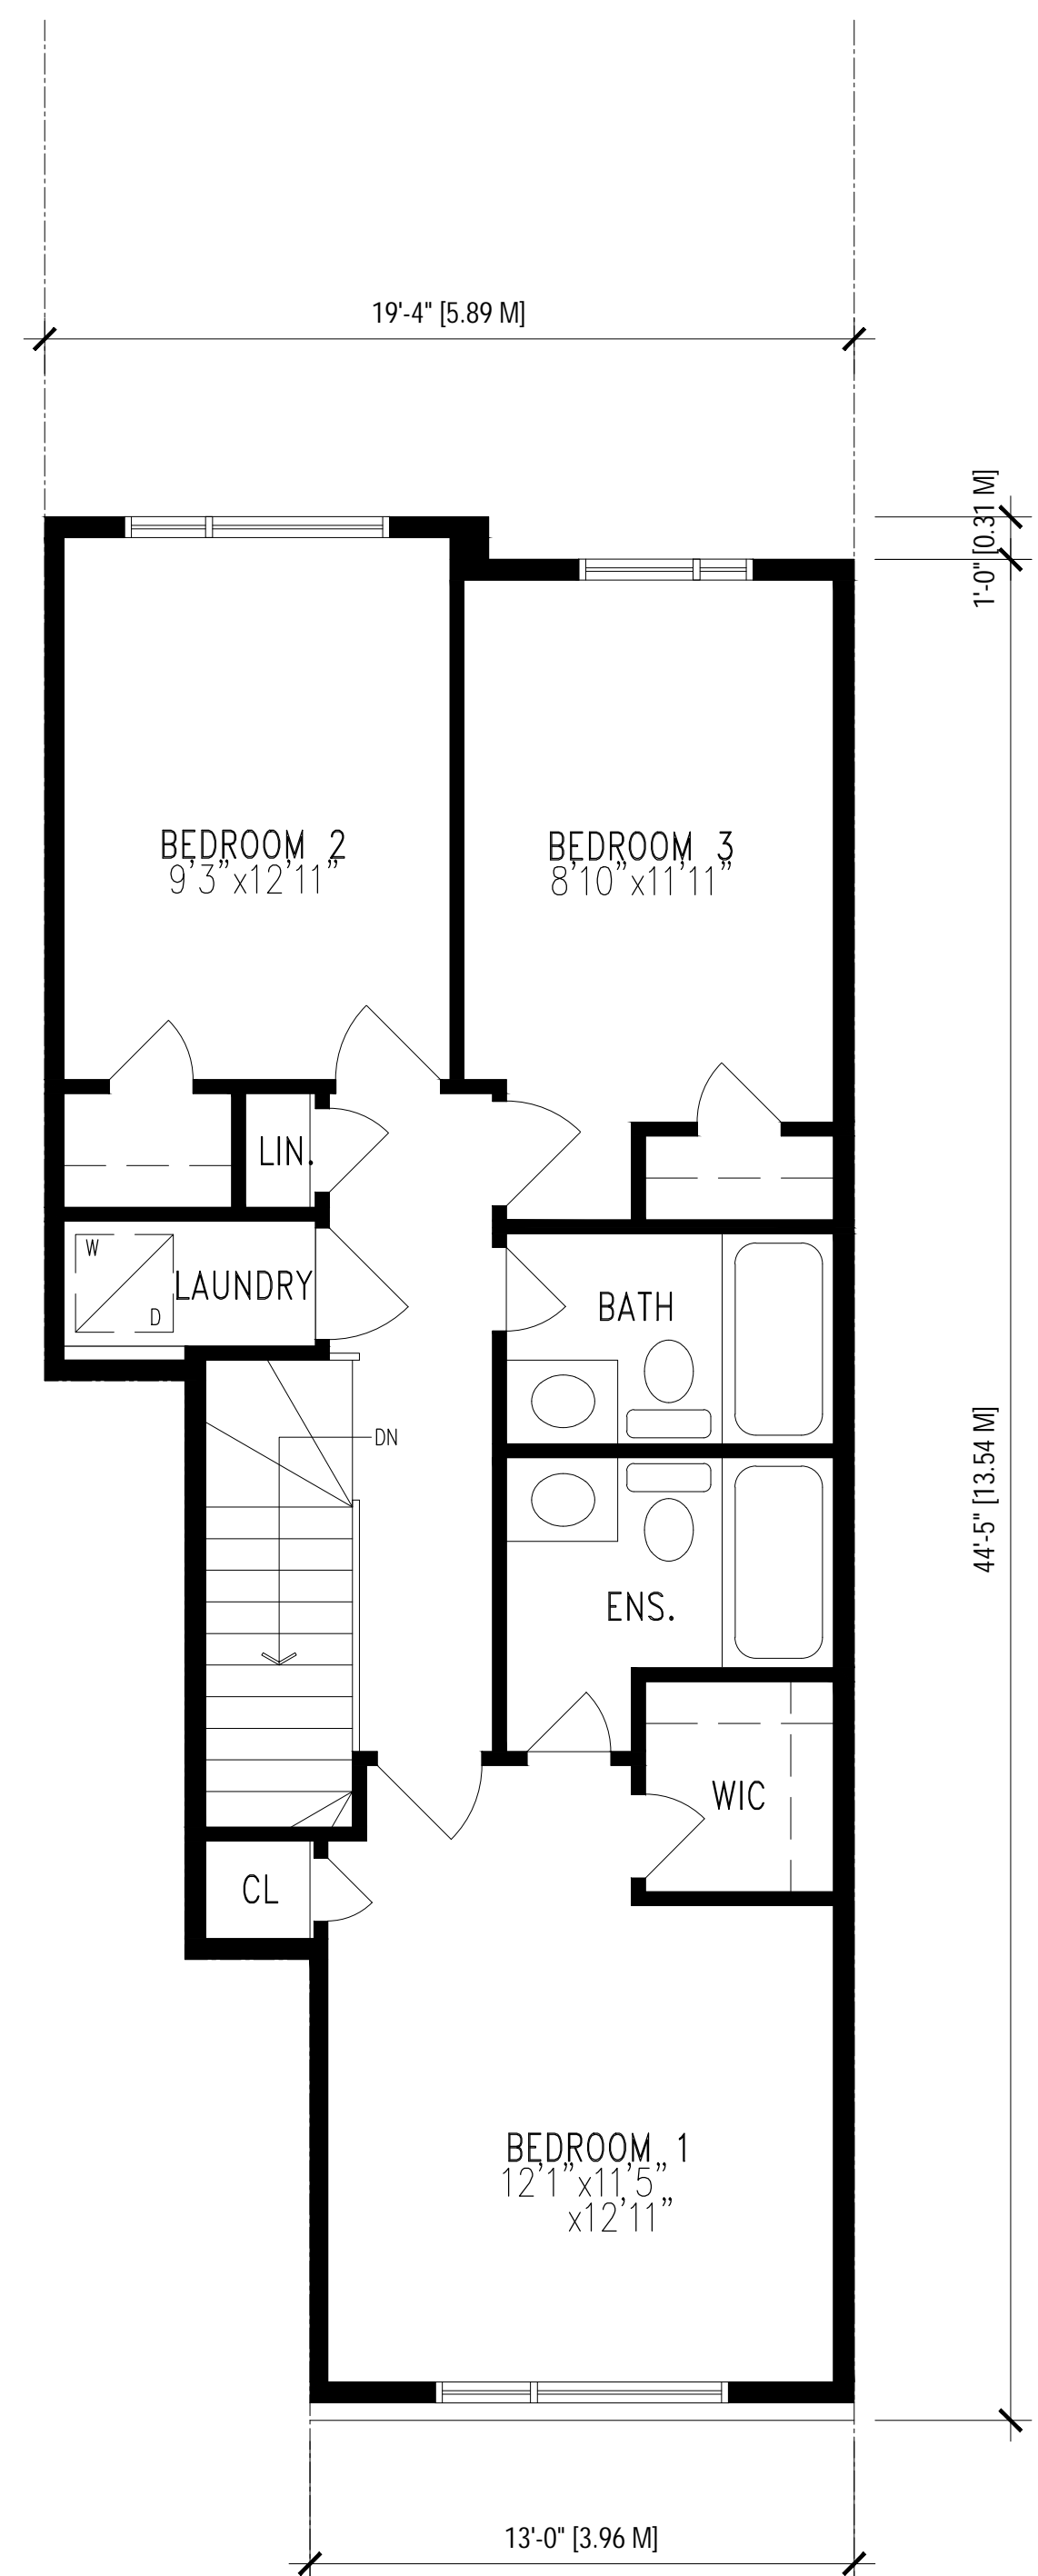 19'-4" [5.89 M]
1'-0" [0.31 M]
BEDROOM 2
9'3"x12'11"
BEDROOM 3
8'10"x11'11"
LIN.
W
D
LAUNDRY
BATH
DN
44'-5" [13.54 M]
ENS.
WIC
CL
BEDROOM 1
12'1"x11'5"
x12'11"
13'-0" [3.96 M]